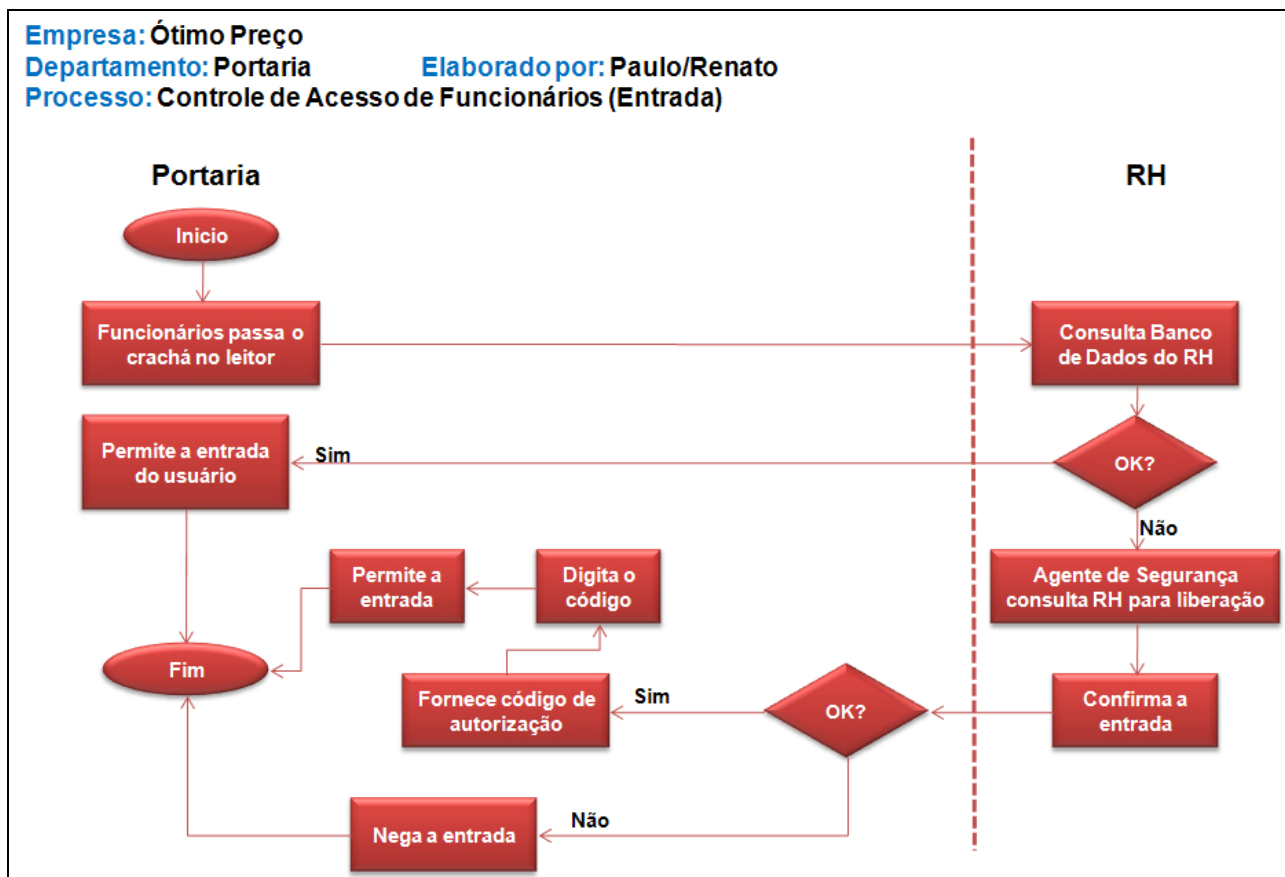 Empresa: Ótimo Preço
Departamento: Portaria Elaborado por: Paulo/Renato
Processo: Controle de Acesso de Funcionários (Entrada)
Portaria
RH
Inicio
Funcionários passa o
crachá no leitor
Consulta Banco
de Dados do RH
Permite a entrada
do usuário
Sim
OK?
Não
Permite a
entrada
Digita o
código
Agente de Segurança
consulta RH para liberação
Fim
Fornece código de
autorização
Sim
OK?
Confirma a
entrada
Nega a entrada
Não